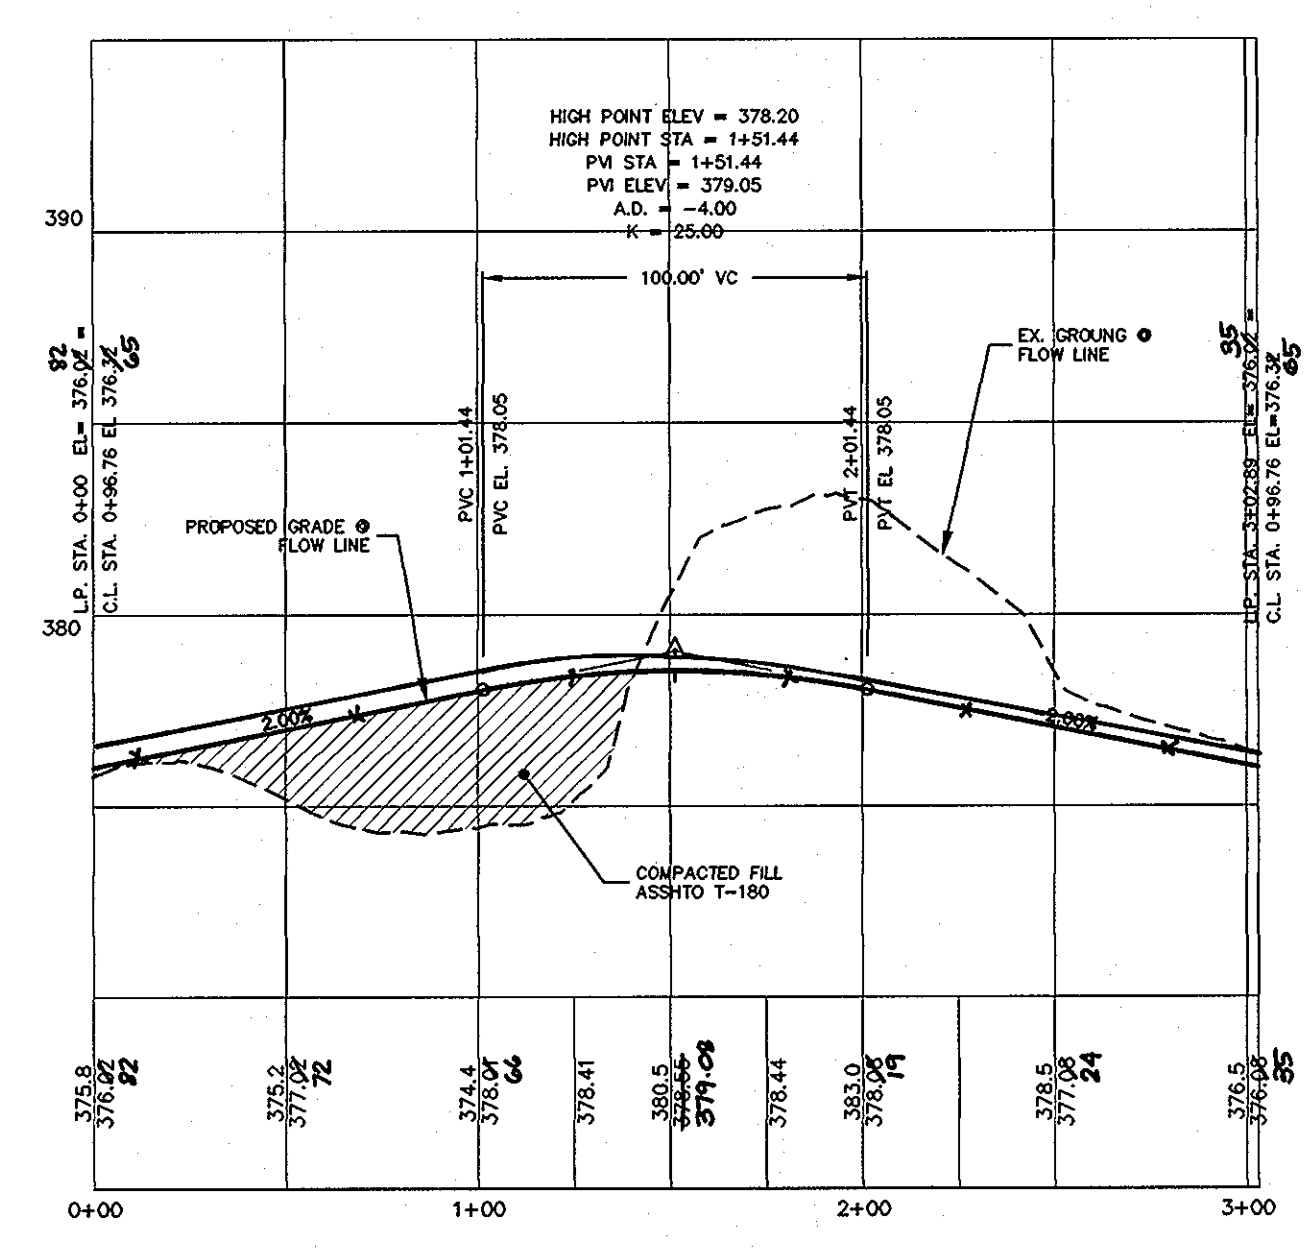 HIGH POINT ELEV = 378.20
HIGH POINT STA = 1+51.44
PVI STA = 1+51.44
PVI ELEV = 379.05
A.D. = -4.00
K = 25.00
390
100.00' VC
EX. GROUNG @
FLOW LINE
L.P. STA. 0+00 EL= 376.02 =
82
C.L. STA. 0+96.76 EL 376.32
65
PVC 1+01.44
PVC EL. 378.05
PVT 2+01.44
PVT EL 378.05
L.P. STA. 3+02.89 EL= 376.02 =
35
C.L. STA. 0+96.76 EL=376.32
65
PROPOSED GRADE @
FLOW LINE
380
2.00%
2.00%
COMPACTED FILL
ASSHTO T-180
375.8
376.02
82
375.2
377.02
72
374.4
378.01
66
378.41
380.5
378.55
379.08
378.44
383.0
378.08
19
378.5
377.08
24
376.5
376.08
35
0+00
1+00
2+00
3+00